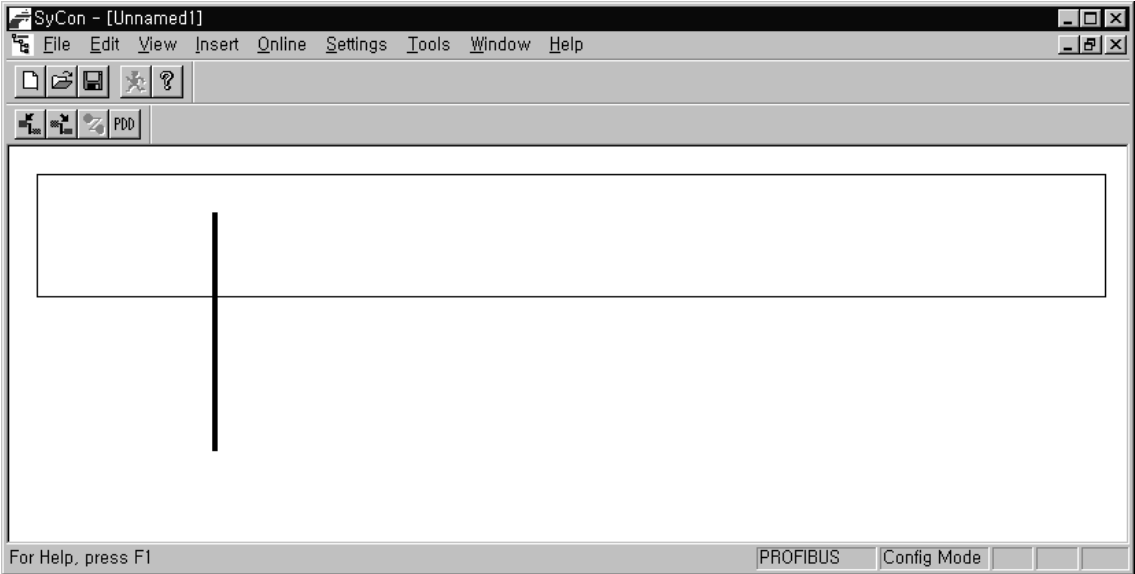 SyCon - [Unnamed1]
File Edit View Insert Online Settings Tools Window Help
PDD
For Help, press F1 PROFIBUS Config Mode